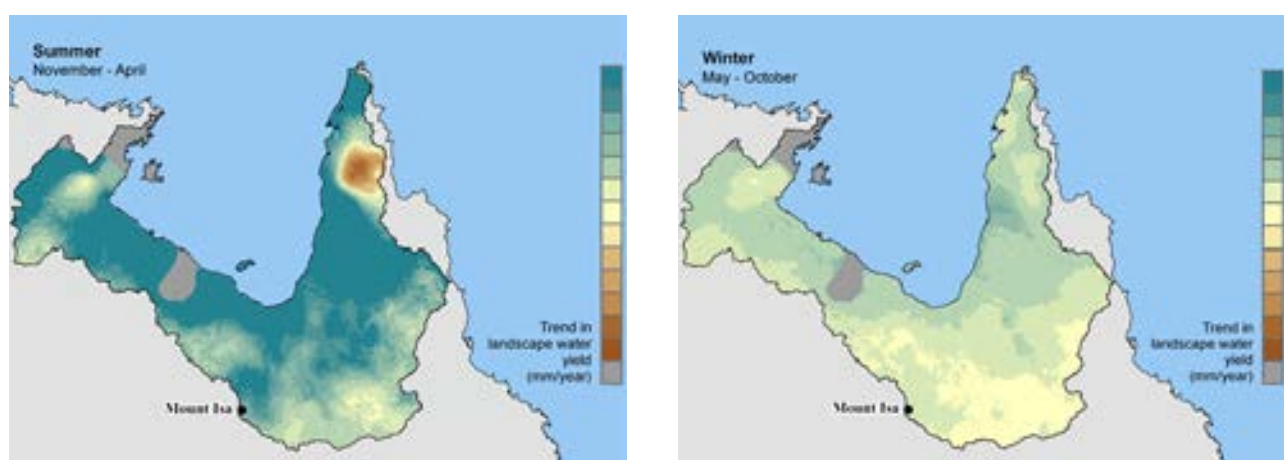 Summer
November - April
Trend in
landscape water
yield
(mm/year)
Mount Isa
Winter
May - October
Trend in
landscape water
yield
(mm/year)
Mount Isa